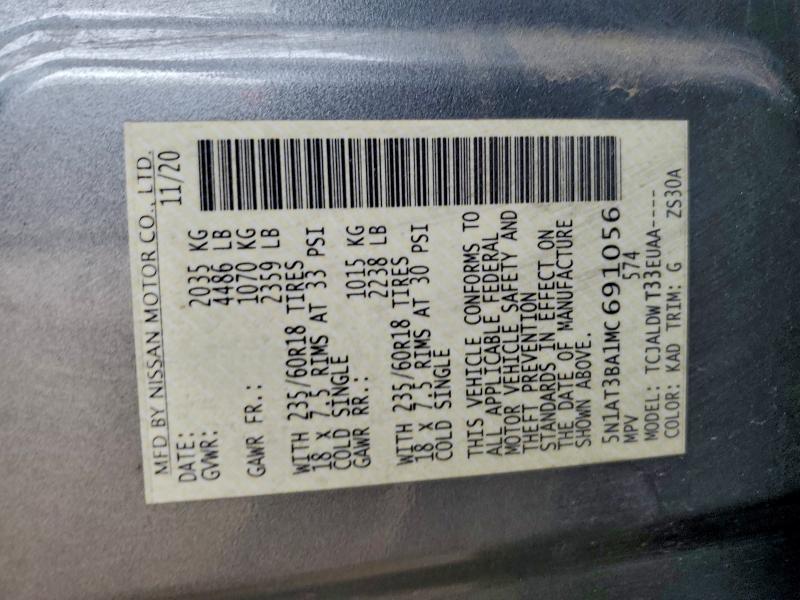 MFD BY NISSAN MOTOR CO., LTD.
DATE: 11/20
GVWR: 2035 KG
4486 LB
GAWR FR.: 1070 KG
2359 LB
WITH 235/60R18 TIRES
18 X 7.5 RIMS AT 33 PSI
COLD SINGLE
GAWR RR.: 1015 KG
2238 LB
WITH 235/60R18 TIRES
18 X 7.5 RIMS AT 30 PSI
COLD SINGLE
THIS VEHICLE CONFORMS TO
ALL APPLICABLE FEDERAL
MOTOR VEHICLE SAFETY AND
THEFT PREVENTION
STANDARDS IN EFFECT ON
THE DATE OF MANUFACTURE
SHOWN ABOVE.
5N1AT3BA1MC691056
MPV 574
MODEL: TCJALDW T33EUAA----
COLOR: KAD TRIM: G ZS30A